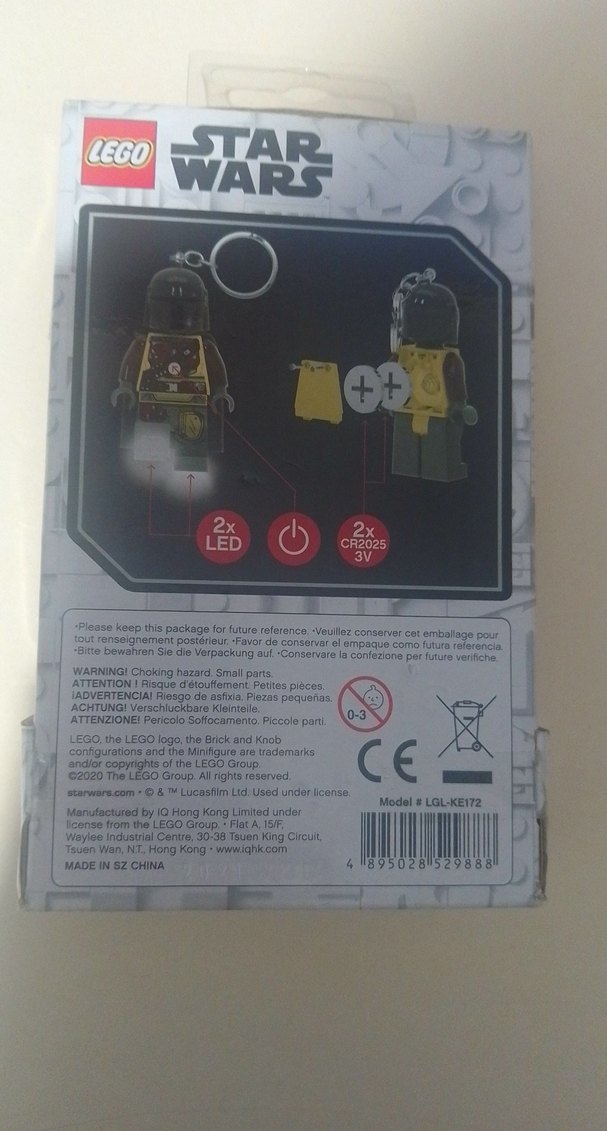 LEGO
STAR
WARS
2x
LED
2x
CR2025
3V
•Please keep this package for future reference. •Veuillez conserver cet emballage pour
tout renseignement postérieur. •Favor de conservar el empaque como futura referencia.
•Bitte bewahren Sie die Verpackung auf. •Conservare la confezione per future verifiche.
WARNING! Choking hazard. Small parts.
ATTENTION ! Risque d'étouffement. Petites pièces.
¡ADVERTENCIA! Riesgo de asfixia. Piezas pequeñas.
ACHTUNG! Verschluckbare Kleinteile.
ATTENZIONE! Pericolo Soffocamento. Piccole parti.
0-3
LEGO, the LEGO logo, the Brick and Knob
configurations and the Minifigure are trademarks
and/or copyrights of the LEGO Group.
©2020 The LEGO Group. All rights reserved.
starwars.com • © & ™ Lucasfilm Ltd. Used under license.
Manufactured by IQ Hong Kong Limited under
license from the LEGO Group. • Flat A, 15/F,
Waylee Industrial Centre, 30-38 Tsuen King Circuit,
Tsuen Wan, N.T., Hong Kong • www.iqhk.com
MADE IN SZ CHINA
CE
Model # LGL-KE172
4 895028 529888